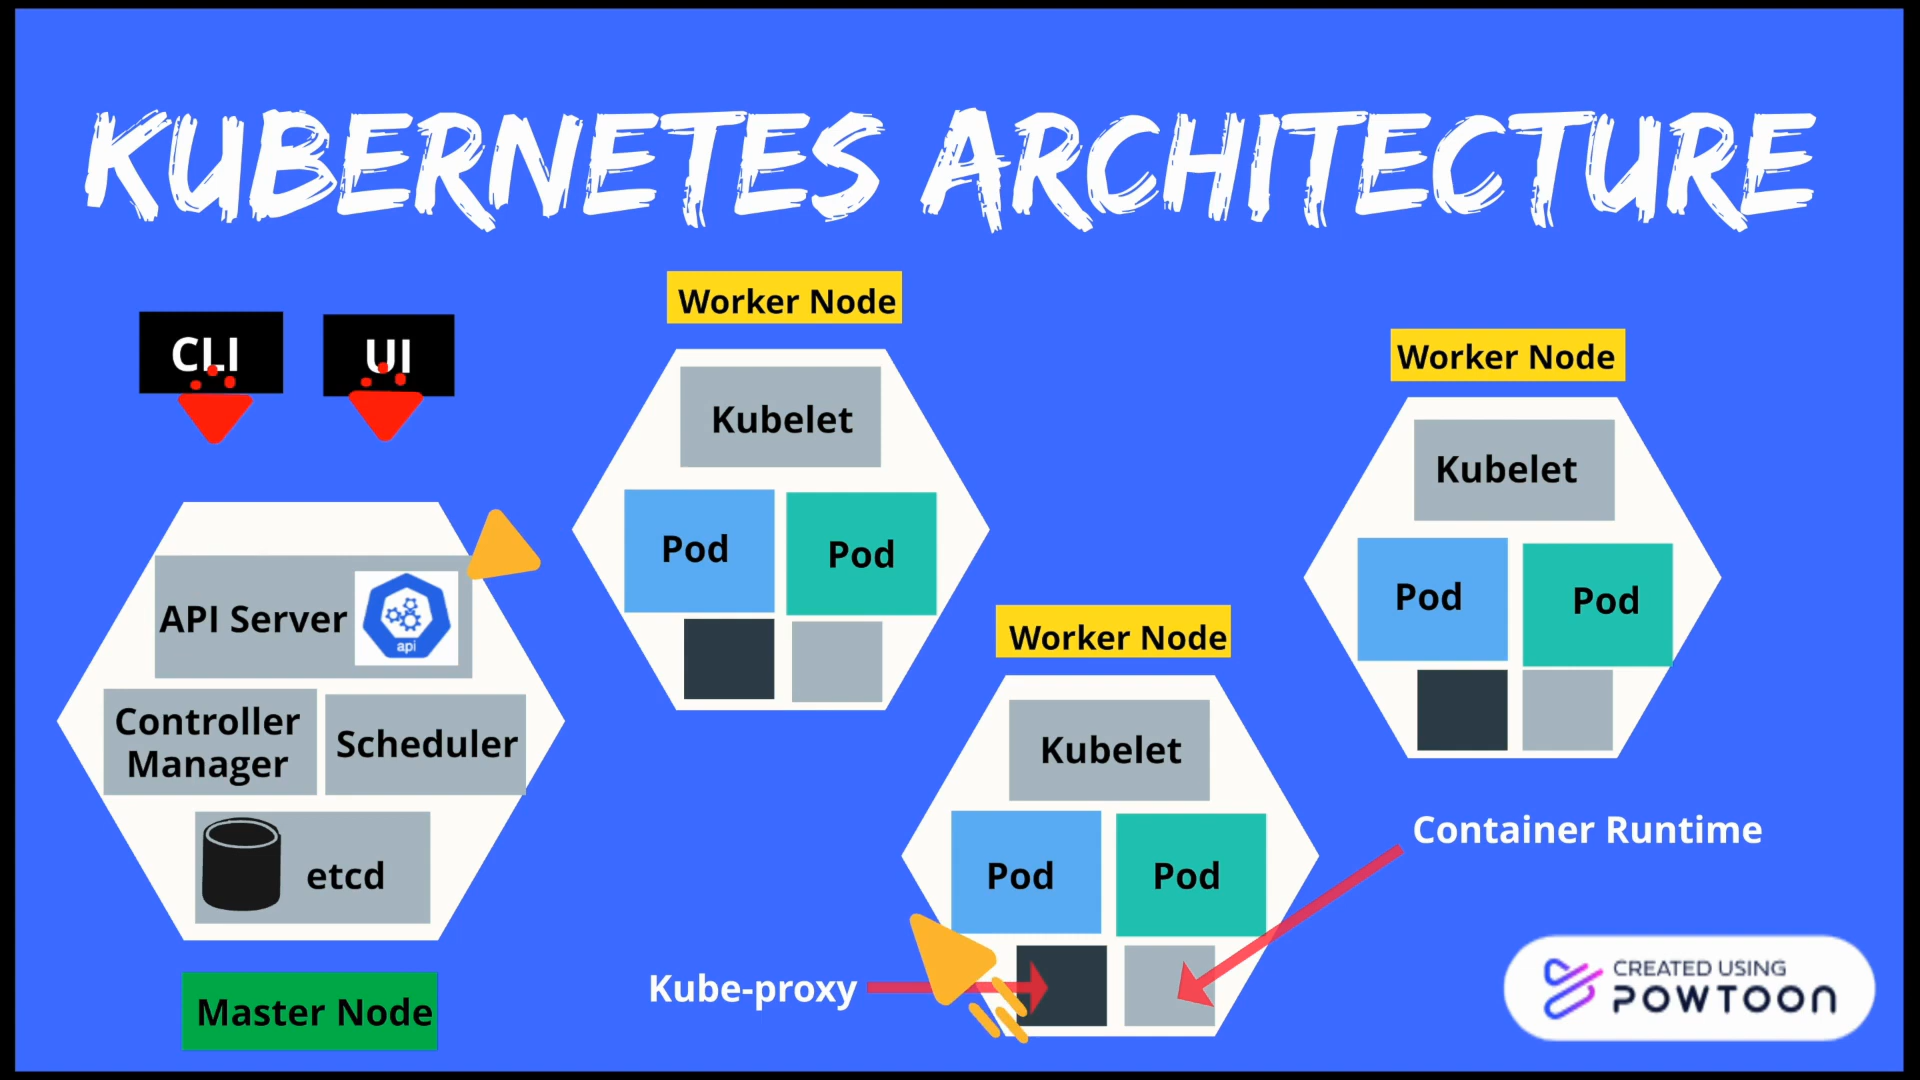 KUBERNETES ARCHITECTURE
CLI
UI
API Server
api
Controller
Manager
Scheduler
etcd
Master Node
Worker Node
Kubelet
Pod
Pod
Worker Node
Kubelet
Pod
Pod
Kube-proxy
Worker Node
Kubelet
Pod
Pod
Container Runtime
CREATED USING
POWTOON